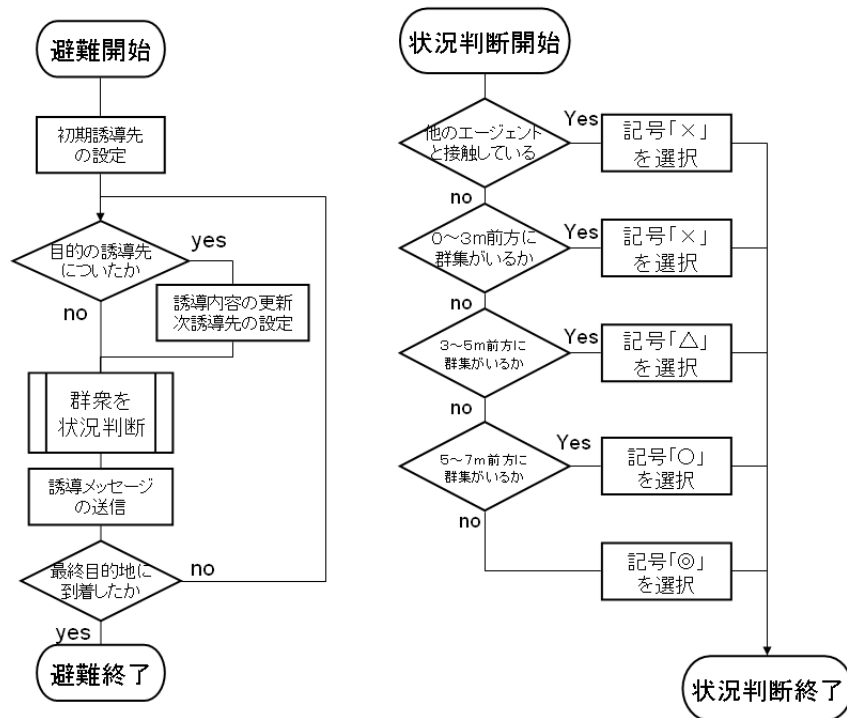 避難開始
初期誘導先
の設定
目的の誘導先
についたか
yes
no
誘導内容の更新
次誘導先の設定
群衆を
状況判断
誘導メッセージ
の送信
最終目的地に
到着したか
no
yes
避難終了
状況判断開始
他のエージェント
と接触している
Yes
記号「×」
を選択
no
0～3m前方に
群集がいるか
Yes
記号「×」
を選択
no
3～5m前方に
群集がいるか
Yes
記号「△」
を選択
no
5～7m前方に
群集がいるか
Yes
記号「○」
を選択
no
記号「◎」
を選択
状況判断終了